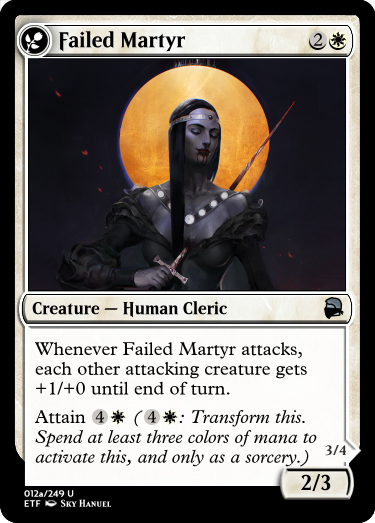 Failed Martyr 2
Creature — Human Cleric
Whenever Failed Martyr attacks,
each other attacking creature gets
+1/+0 until end of turn.
Attain 4 ( 4 : Transform this.
Spend at least three colors of mana to
activate this, and only as a sorcery.)
3/4
2/3
012a/249 U
ETF Sky Hanuel